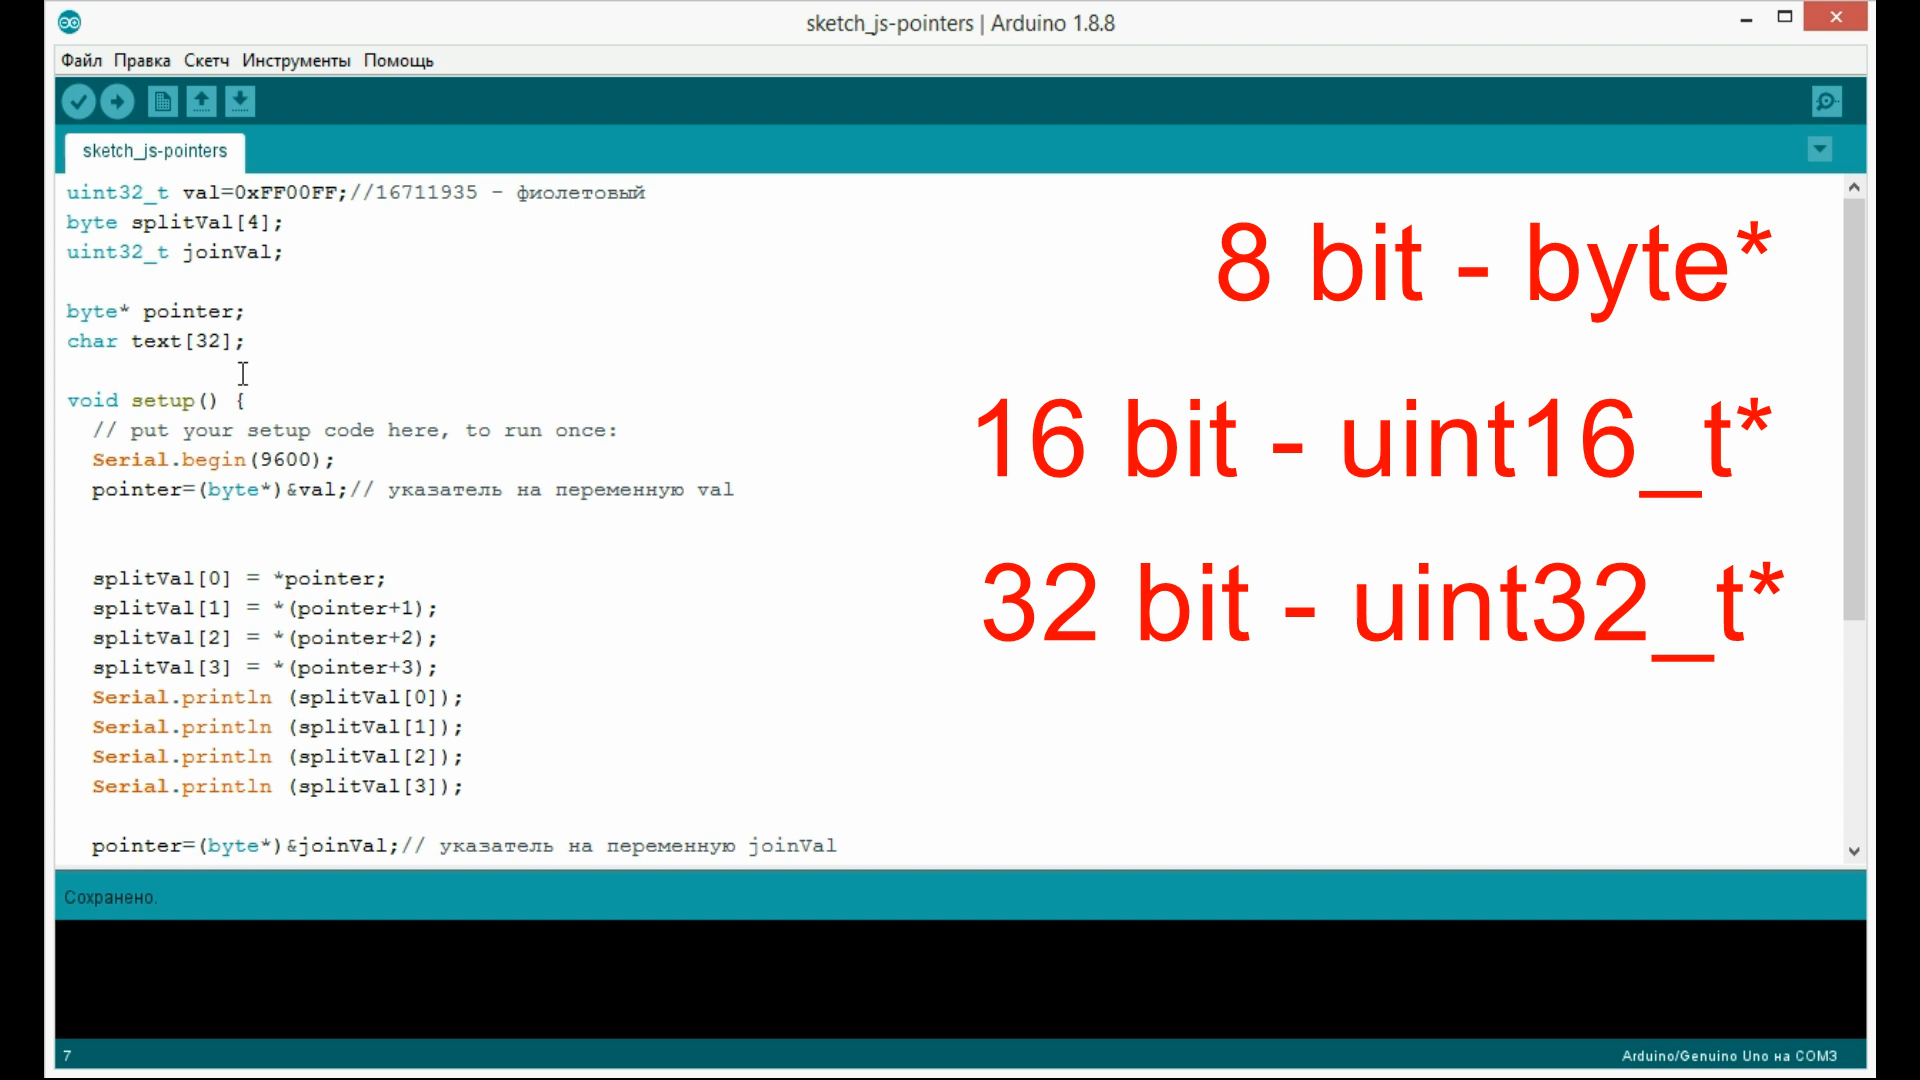 sketch_js-pointers | Arduino 1.8.8
Файл Правка Скетч Инструменты Помощь
sketch_js-pointers
uint32_t val=0xFF00FF;//16711935 - фиолетовый
byte splitVal[4];
uint32_t joinVal;
byte* pointer;
char text[32];
void setup() {
// put your setup code here, to run once:
Serial.begin(9600);
pointer=(byte*)&val;// указатель на переменную val
splitVal[0] = *pointer;
splitVal[1] = *(pointer+1);
splitVal[2] = *(pointer+2);
splitVal[3] = *(pointer+3);
Serial.println (splitVal[0]);
Serial.println (splitVal[1]);
Serial.println (splitVal[2]);
Serial.println (splitVal[3]);
pointer=(byte*)&joinVal;// указатель на переменную joinVal
8 bit - byte*
16 bit - uint16_t*
32 bit - uint32_t*
Сохранено.
7
Arduino/Genuino Uno на COM3